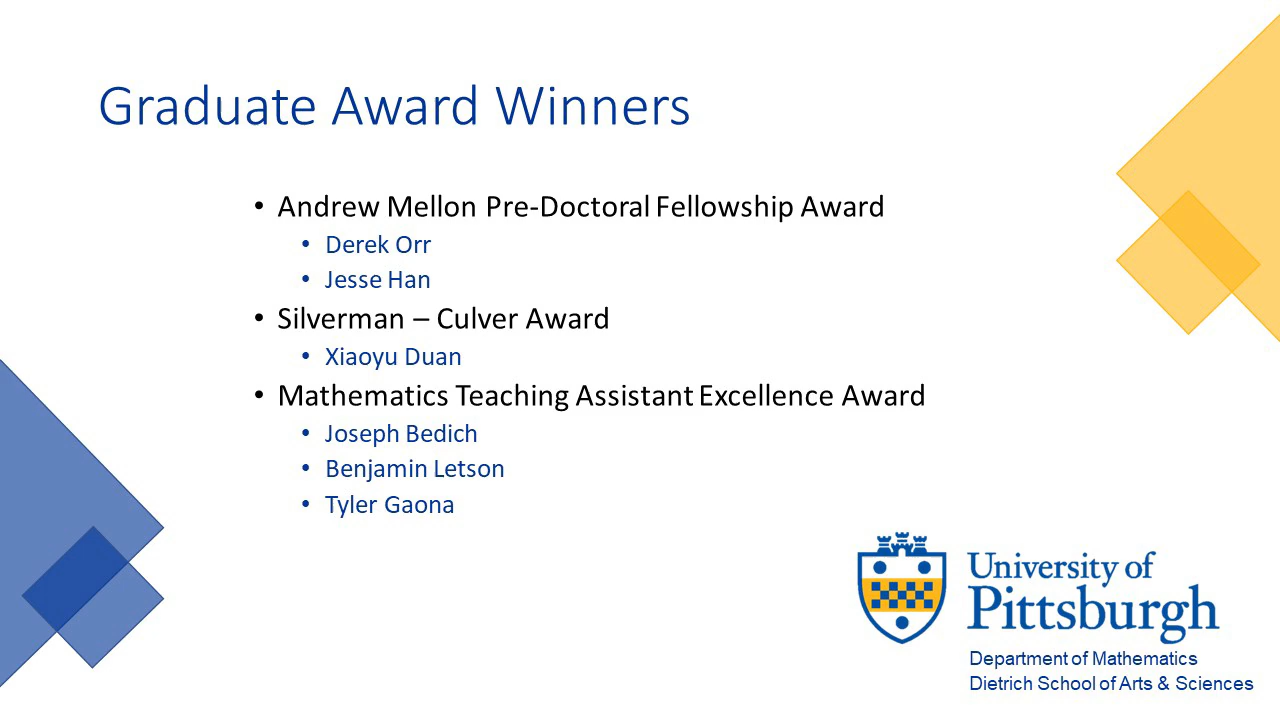 Graduate Award Winners
• Andrew Mellon Pre-Doctoral Fellowship Award
• Derek Orr
• Jesse Han
• Silverman – Culver Award
• Xiaoyu Duan
• Mathematics Teaching Assistant Excellence Award
• Joseph Bedich
• Benjamin Letson
• Tyler Gaona
University of
Pittsburgh
Department of Mathematics
Dietrich School of Arts & Sciences